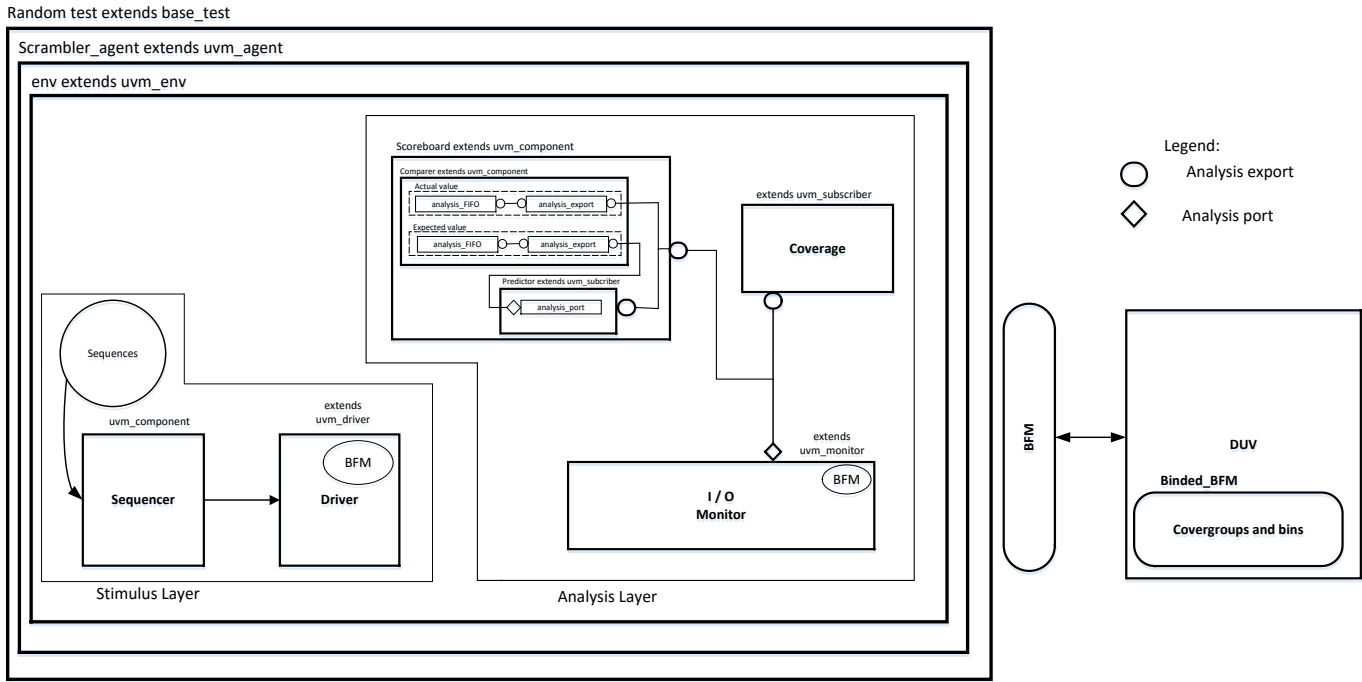 Random test extends base_test
Scrambler_agent extends uvm_agent
env extends uvm_env
Scoreboard extends uvm_component
Comparer extends uvm_component
Actual value
analysis_FIFO
analysis_export
Expected value
analysis_FIFO
analysis_export
Predictor extends uvm_subcriber
analysis_port
extends uvm_subscriber
Coverage
Legend:
Analysis export
Analysis port
Sequences
uvm_component
Sequencer
extends
uvm_driver
BFM
Driver
Stimulus Layer
extends
uvm_monitor
BFM
I / O
Monitor
Analysis Layer
BFM
DUV
Binded_BFM
Covergroups and bins